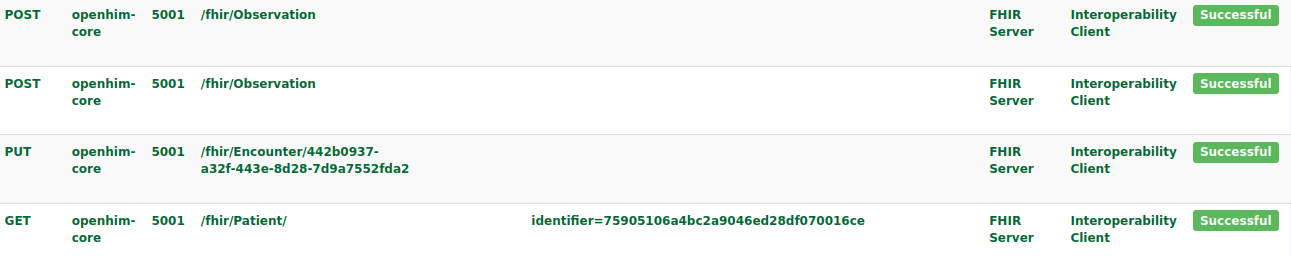 POST openhim- 5001 /fhir/Observation FHIR Interoperability Successful
core Server Client
POST openhim- 5001 /fhir/Observation FHIR Interoperability Successful
core Server Client
PUT openhim- 5001 /fhir/Encounter/442b0937- FHIR Interoperability Successful
core a32f-443e-8d28-7d9a7552fda2 Server Client
GET openhim- 5001 /fhir/Patient/ identifier=75905106a4bc2a9046ed28df070016ce FHIR Interoperability Successful
core Server Client